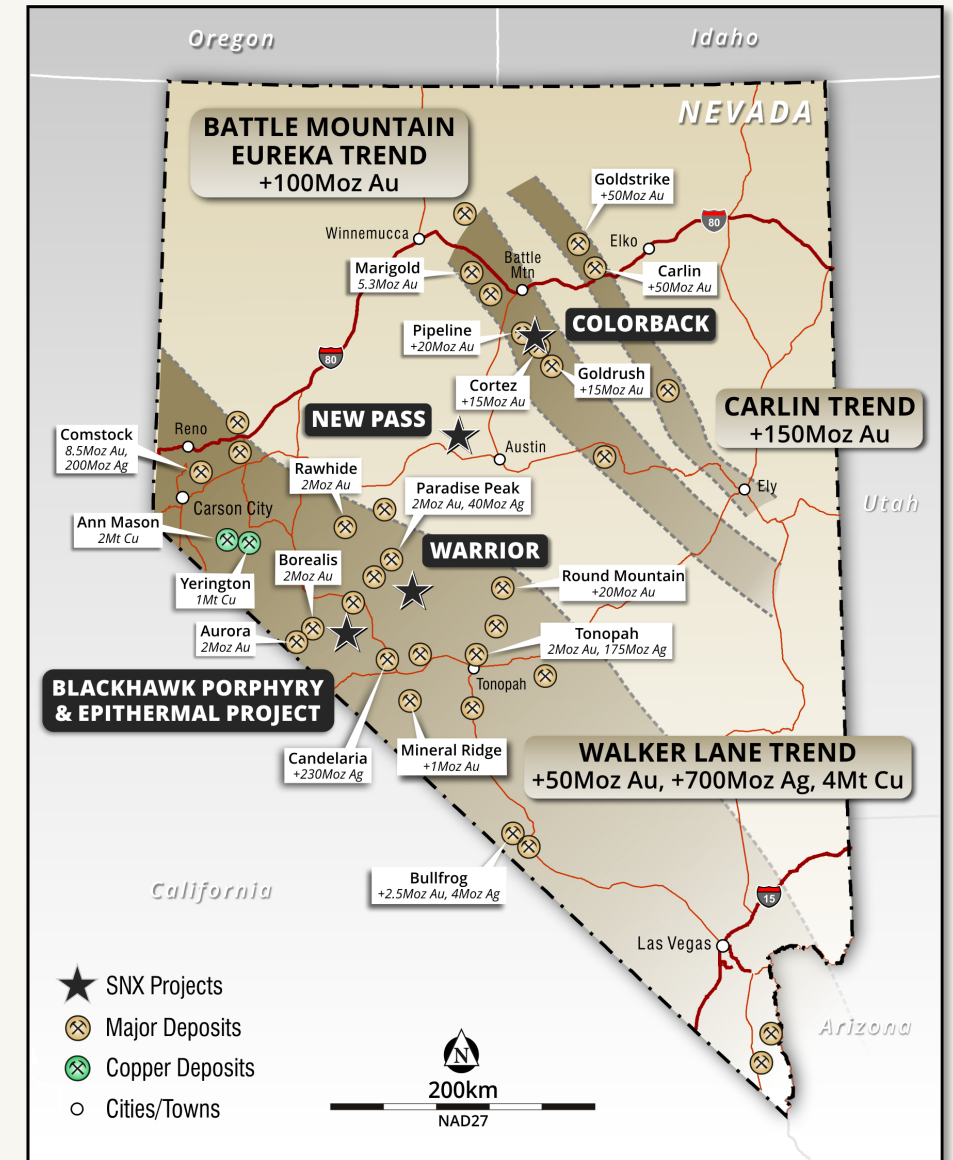 Oregon
Idaho
NEVADA
BATTLE MOUNTAIN
EUREKA TREND
+100Moz Au
Goldstrike
+50Moz Au
80
Winnemucca
Elko
Battle
Mtn
Marigold
5.3Moz Au
Carlin
+50Moz Au
Pipeline
+20Moz Au
COLORBACK
80
Goldrush
+15Moz Au
Cortez
+15Moz Au
CARLIN TREND
+150Moz Au
NEW PASS
Reno
Comstock
8.5Moz Au,
200Moz Ag
Austin
Rawhide
2Moz Au
Paradise Peak
2Moz Au, 40Moz Ag
Ely
Utah
Carson City
Ann Mason
2Mt Cu
WARRIOR
Borealis
2Moz Au
Yerington
1Mt Cu
Round Mountain
+20Moz Au
Aurora
2Moz Au
Tonopah
2Moz Au, 175Moz Ag
Tonopah
BLACKHAWK PORPHYRY
& EPITHERMAL PROJECT
Candelaria
+230Moz Ag
Mineral Ridge
+1Moz Au
WALKER LANE TREND
+50Moz Au, +700Moz Ag, 4Mt Cu
Bullfrog
+2.5Moz Au, 4Moz Ag
California
15
Las Vegas
Arizona
SNX Projects
Major Deposits
Copper Deposits
Cities/Towns
N
200km
NAD27